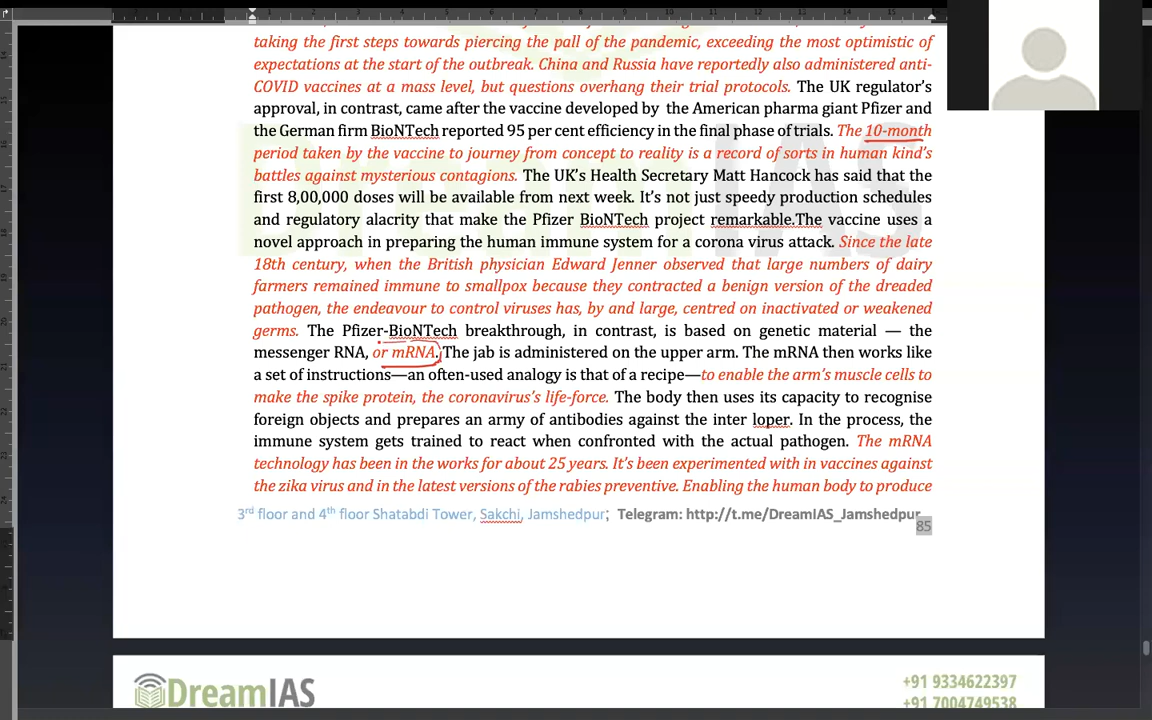 taking the first steps towards piercing the pall of the pandemic, exceeding the most optimistic of
expectations at the start of the outbreak. China and Russia have reportedly also administered anti-
COVID vaccines at a mass level, but questions overhang their trial protocols. The UK regulator's
approval, in contrast, came after the vaccine developed by the American pharma giant Pfizer and
the German firm BioNTech reported 95 per cent efficiency in the final phase of trials. The 10-month
period taken by the vaccine to journey from concept to reality is a record of sorts in human kind's
battles against mysterious contagions. The UK's Health Secretary Matt Hancock has said that the
first 8,00,000 doses will be available from next week. It's not just speedy production schedules
and regulatory alacrity that make the Pfizer BioNTech project remarkable.The vaccine uses a
novel approach in preparing the human immune system for a corona virus attack. Since the late
18th century, when the British physician Edward Jenner observed that large numbers of dairy
farmers remained immune to smallpox because they contracted a benign version of the dreaded
pathogen, the endeavour to control viruses has, by and large, centred on inactivated or weakened
germs. The Pfizer-BioNTech breakthrough, in contrast, is based on genetic material — the
messenger RNA, or mRNA. The jab is administered on the upper arm. The mRNA then works like
a set of instructions—an often-used analogy is that of a recipe—to enable the arm's muscle cells to
make the spike protein, the coronavirus's life-force. The body then uses its capacity to recognise
foreign objects and prepares an army of antibodies against the inter loper. In the process, the
immune system gets trained to react when confronted with the actual pathogen. The mRNA
technology has been in the works for about 25 years. It's been experimented with in vaccines against
the zika virus and in the latest versions of the rabies preventive. Enabling the human body to produce
3rd floor and 4th floor Shatabdi Tower, Sakchi, Jamshedpur; Telegram: http://t.me/DreamIAS_Jamshedpur
85
DreamIAS
+91 9334622397
+91 7004749538